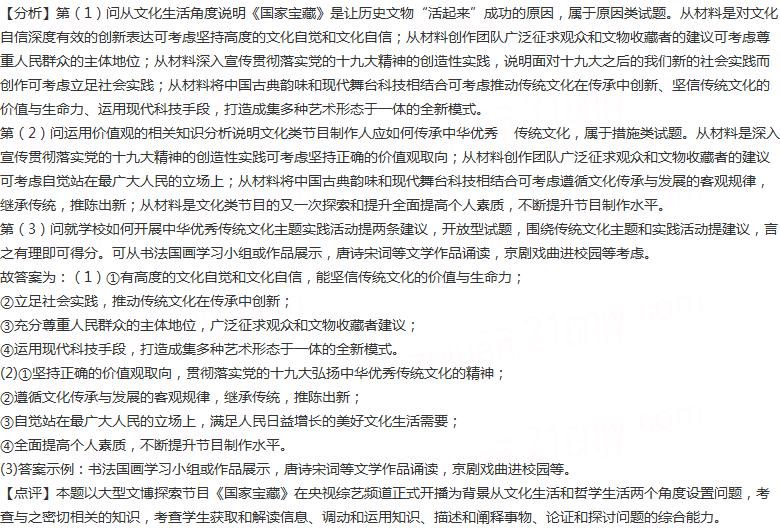 【分析】第（1）问从文化生活角度说明《国家宝藏》是让历史文物“活起来”成功的原因，属于原因类试题。从材料是对文化
自信深度有效的创新表达可考虑坚持高度的文化自觉和文化自信；从材料创作团队广泛征求观众和文物收藏者的建议可考虑尊
重人民群众的主体地位；从材料深入宣传贯彻落实党的十九大精神的创造性实践，说明面对十九大之后的我们新的社会实践而
创作可考虑立足社会实践；从材料将中国古典韵味和现代舞台科技相结合可考虑推动传统文化在传承中创新、坚信传统文化的
价值与生命力、运用现代科技手段，打造成集多种艺术形态于一体的全新模式。
第（2）问运用价值观的相关知识分析说明文化类节目制作人应如何传承中华优秀　传统文化，属于措施类试题。从材料是深入
宣传贯彻落实党的十九大精神的创造性实践可考虑坚持正确的价值观取向；从材料创作团队广泛征求观众和文物收藏者的建议
可考虑自觉站在最广大人民的立场上；从材料将中国古典韵味和现代舞台科技相结合可考虑遵循文化传承与发展的客观规律，
继承传统，推陈出新；从材料是文化类节目的又一次探索和提升全面提高个人素质，不断提升节目制作水平。
第（3）问就学校如何开展中华优秀传统文化主题实践活动提两条建议，开放型试题，围绕传统文化主题和实践活动提建议，言
之有理即可得分。可从书法国画学习小组或作品展示，唐诗宋词等文学作品诵读，京剧戏曲进校园等考虑。
故答案为：（1）①有高度的文化自觉和文化自信，能坚信传统文化的价值与生命力；
②立足社会实践，推动传统文化在传承中创新；
③充分尊重人民群众的主体地位，广泛征求观众和文物收藏者建议；
④运用现代科技手段，打造成集多种艺术形态于一体的全新模式。
(2)①坚持正确的价值观取向，贯彻落实党的十九大弘扬中华优秀传统文化的精神；
②遵循文化传承与发展的客观规律，继承传统，推陈出新；
③自觉站在最广大人民的立场上，满足人民日益增长的美好文化生活需要；
④全面提高个人素质，不断提升节目制作水平。
(3)答案示例：书法国画学习小组或作品展示，唐诗宋词等文学作品诵读，京剧戏曲进校园等。
【点评】本题以大型文博探索节目《国家宝藏》在央视综艺频道正式开播为背景从文化生活和哲学生活两个角度设置问题，考
查与之密切相关的知识，考查学生获取和解读信息、调动和运用知识、描述和阐释事物、论证和探讨问题的综合能力。